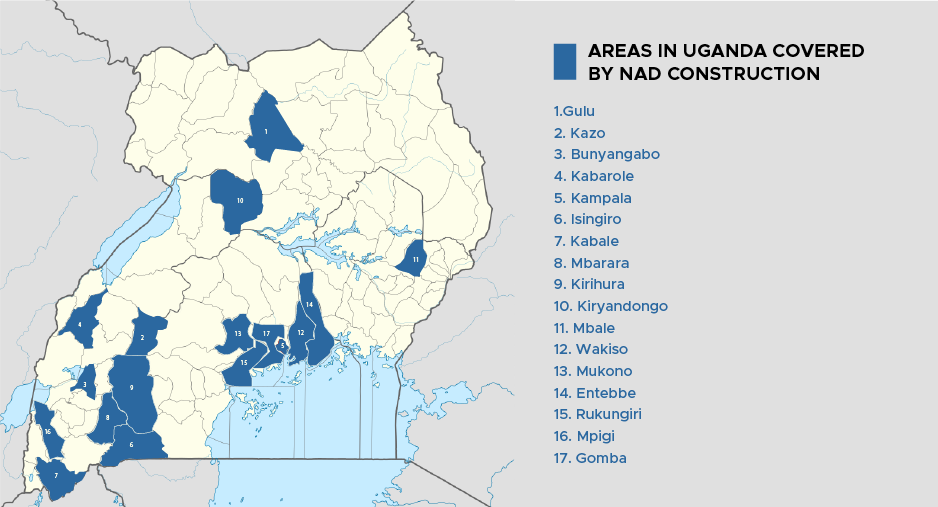 AREAS IN UGANDA COVERED
BY NAD CONSTRUCTION
1.Gulu
2. Kazo
3. Bunyangabo
4. Kabarole
5. Kampala
6. Isingiro
7. Kabale
8. Mbarara
9. Kirihura
10. Kiryandongo
11. Mbale
12. Wakiso
13. Mukono
14. Entebbe
15. Rukungiri
16. Mpigi
17. Gomba
1
10
11
14
4
13
17
12
2
5
15
3
9
8
16
6
7